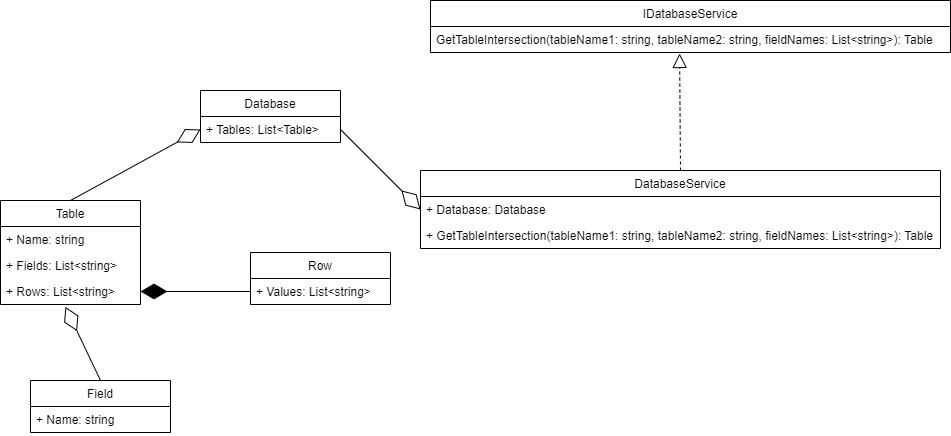 IDatabaseService
GetTableIntersection(tableName1: string, tableName2: string, fieldNames: List<string>): Table
Database
+ Tables: List<Table>
DatabaseService
+ Database: Database
+ GetTableIntersection(tableName1: string, tableName2: string, fieldNames: List<string>): Table
Table
+ Name: string
+ Fields: List<string>
+ Rows: List<string>
Row
+ Values: List<string>
Field
+ Name: string